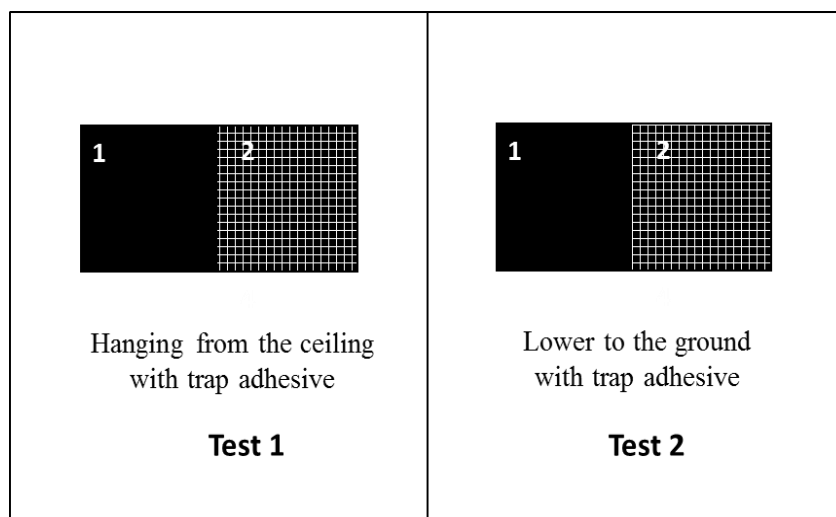 1
2
Hanging from the ceiling
with trap adhesive
Test 1
1
2
Lower to the ground
with trap adhesive
Test 2